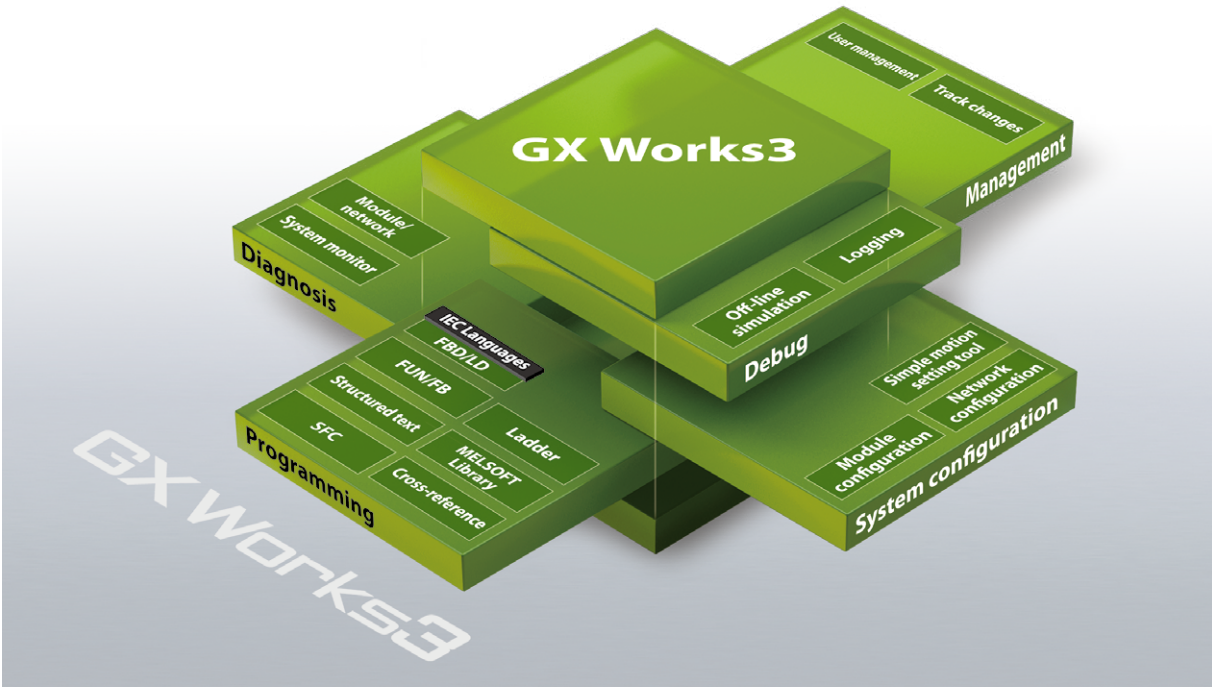 GX Works3
User management
Track changes
Management
Module/
network
System monitor
Diagnosis
Logging
Off-line
simulation
Debug
IEC Languages
FBD/LD
FUN/FB
Structured text
SFC
Ladder
MELSOFT
Library
Cross-reference
Programming
Simple motion
setting tool
Network
configuration
Module
configuration
System configuration
GX Works3